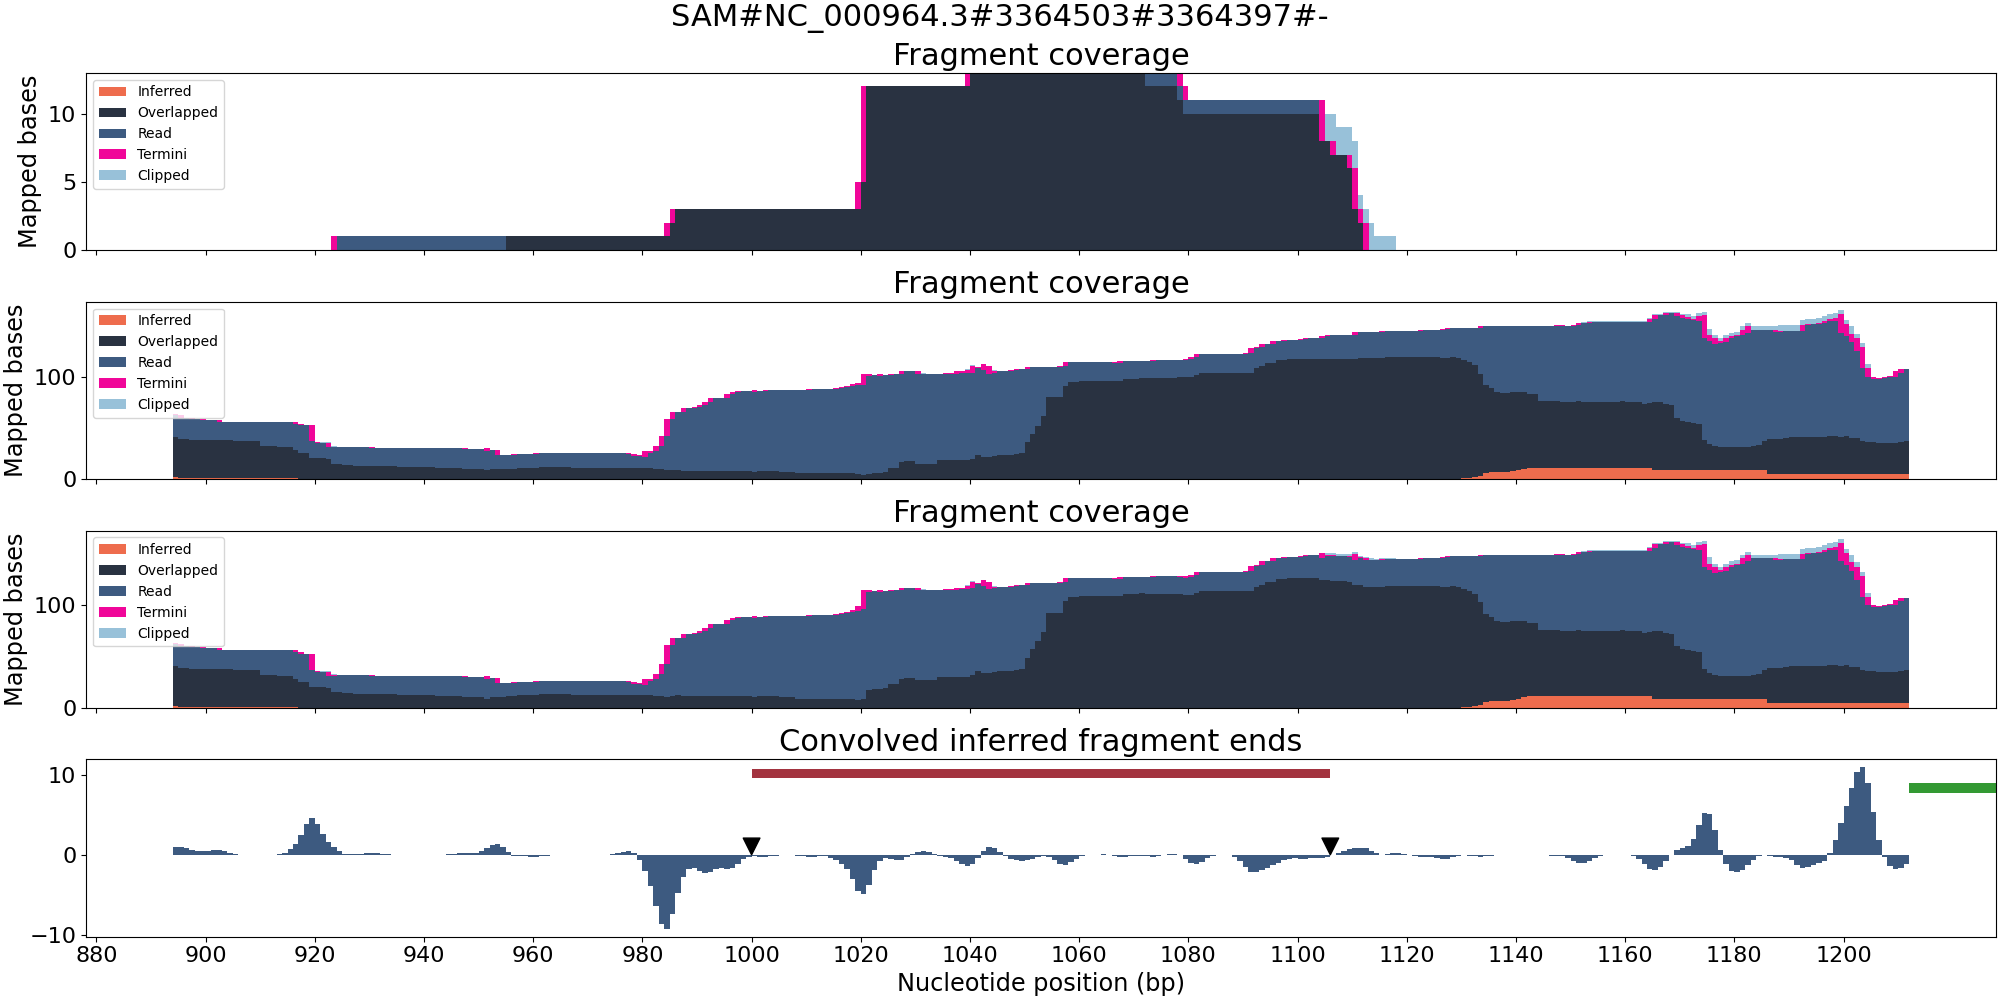 SAM#NC_000964.3#3364503#3364397#-
Fragment coverage
Mapped bases
10
5
0
Inferred
Overlapped
Read
Termini
Clipped
Fragment coverage
Mapped bases
100
0
Inferred
Overlapped
Read
Termini
Clipped
Fragment coverage
Mapped bases
100
0
Inferred
Overlapped
Read
Termini
Clipped
Convolved inferred fragment ends
10
0
−10
880 900 920 940 960 980 1000 1020 1040 1060 1080 1100 1120 1140 1160 1180 1200
Nucleotide position (bp)